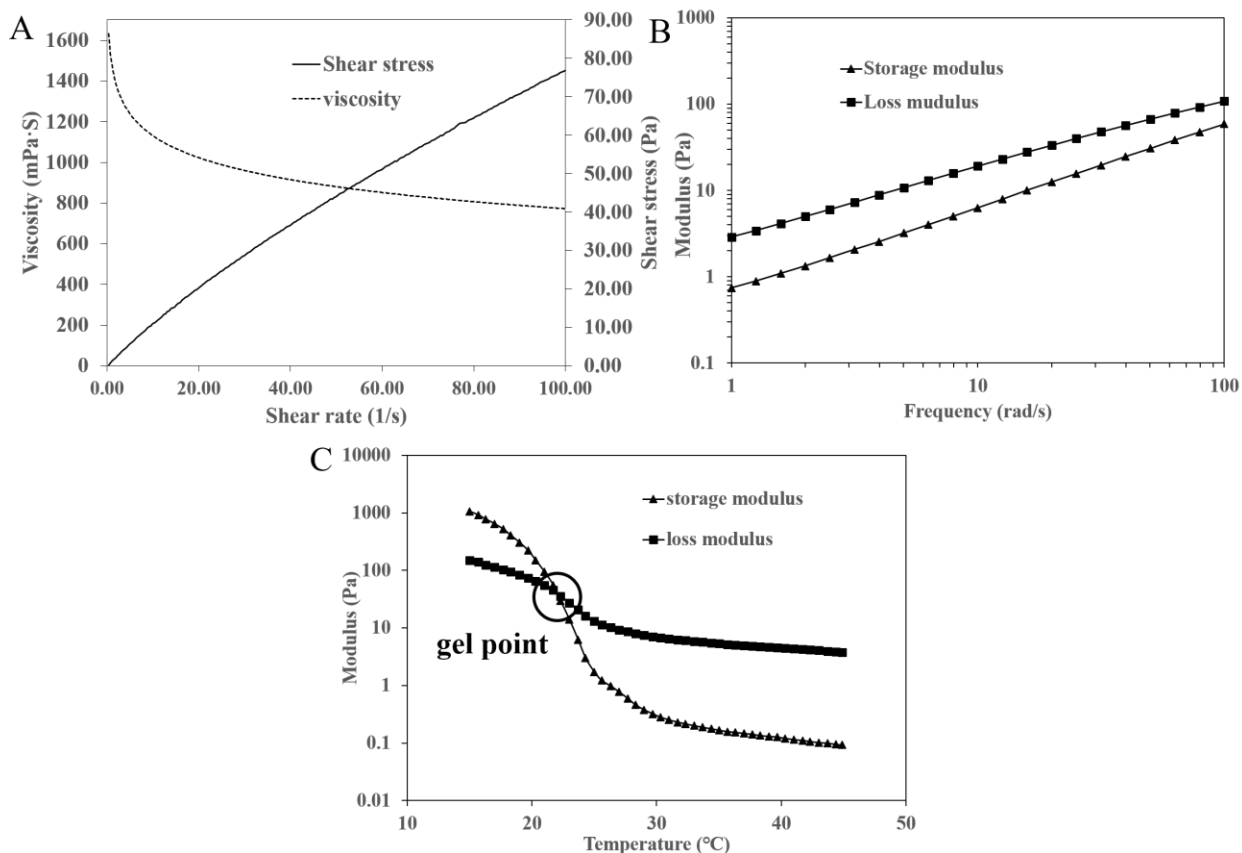 A
Viscosity (mPa·S)
1600
1400
1200
1000
800
600
400
200
0
Shear stress
viscosity
90.00
80.00
70.00
60.00
50.00
40.00
30.00
20.00
10.00
0.00
Shear stress (Pa)
0.00 20.00 40.00 60.00 80.00 100.00
Shear rate (1/s)
B
Modulus (Pa)
1000
100
10
1
0.1
Storage modulus
Loss mudulus
1 10 100
Frequency (rad/s)
C
Modulus (Pa)
10000
1000
100
10
1
0.1
0.01
storage modulus
loss modulus
gel point
10 20 30 40 50
Temperature (°C)